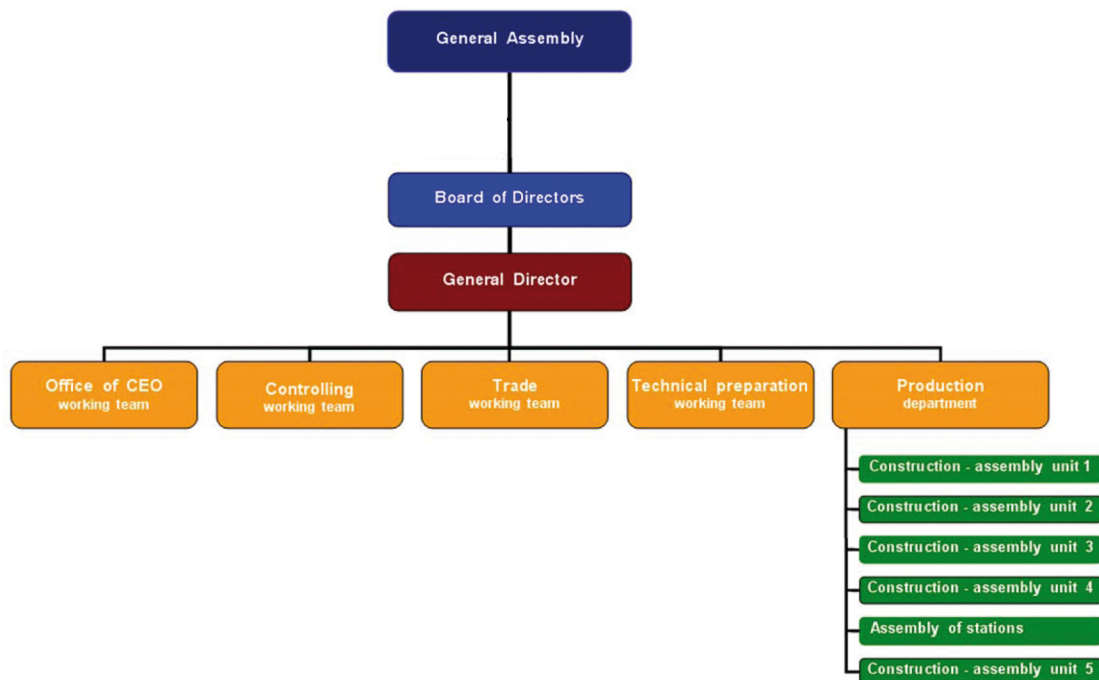 General Assembly
Board of Directors
General Director
Office of CEO
working team
Controlling
working team
Trade
working team
Technical preparation
working team
Production
department
Construction - assembly unit 1
Construction - assembly unit 2
Construction - assembly unit 3
Construction - assembly unit 4
Assembly of stations
Construction - assembly unit 5